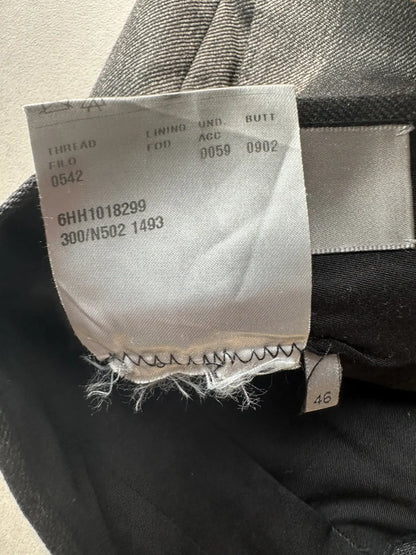 THREAD LINING UND. BUTT
FILO FOD ACC
0542 0059 0902
6HH1018299
300/N502 1493
46